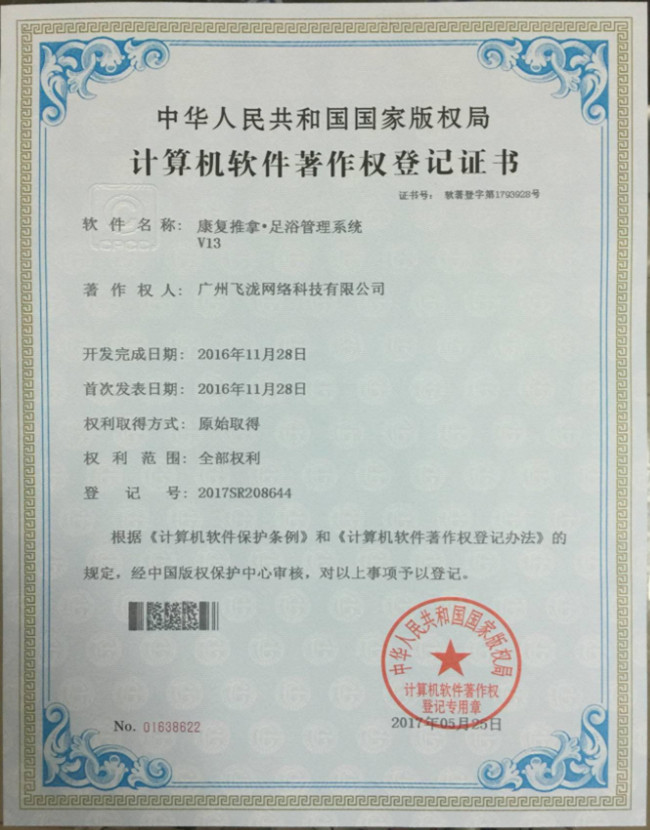 中华人民共和国国家版权局
计算机软件著作权登记证书
证书号： 软著登字第1793928号
CPCC
软件名称： 康复推拿•足浴管理系统
V13
著作权人： 广州飞泷网络科技有限公司
开发完成日期： 2016年11月28日
首次发表日期： 2016年11月28日
权利取得方式： 原始取得
权利范围： 全部权利
登记号： 2017SR208644
根据《计算机软件保护条例》和《计算机软件著作权登记办法》的
规定，经中国版权保护中心审核，对以上事项予以登记。
中华人民共和国国家版权局
计算机软件著作权
登记专用章
No. 01638622
2017年05月25日